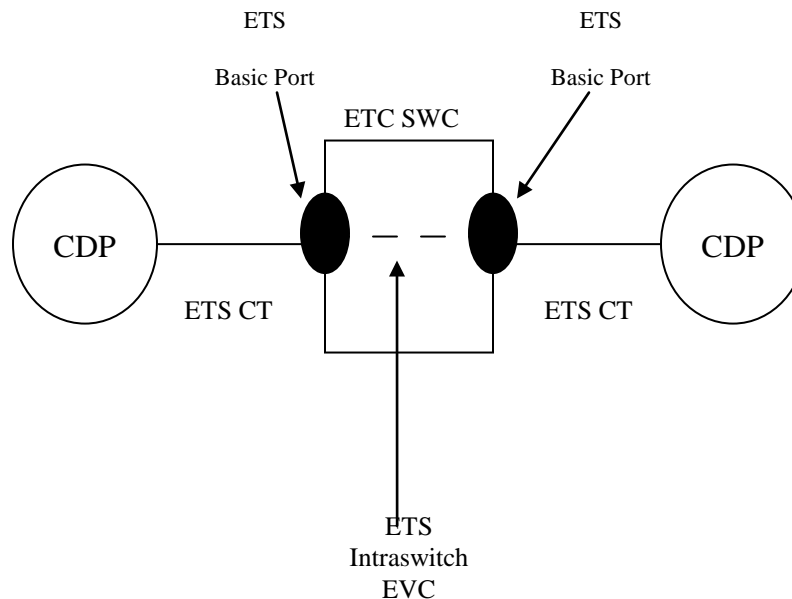 ETS
ETS
Basic Port
Basic Port
ETC SWC
CDP
CDP
ETS CT
ETS CT
ETS
Intraswitch
EVC